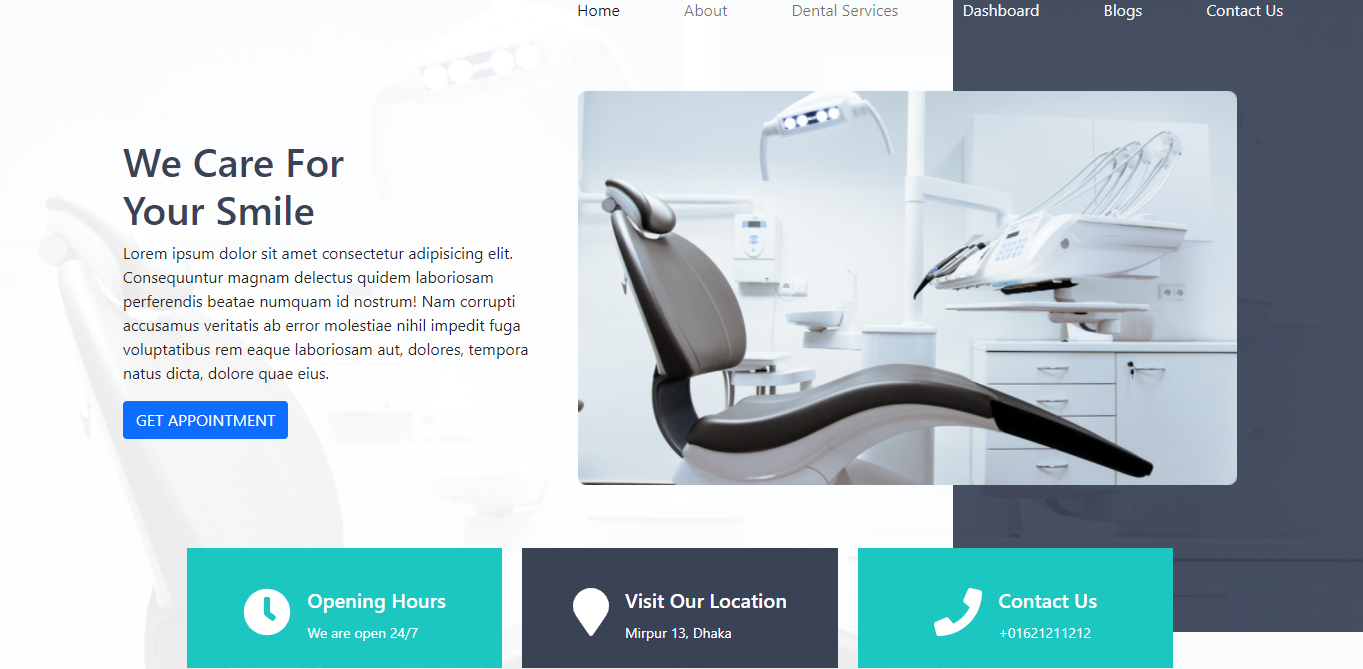 Home About Dental Services Dashboard Blogs Contact Us
We Care For
Your Smile
Lorem ipsum dolor sit amet consectetur adipisicing elit.
Consequuntur magnam delectus quidem laboriosam
perferendis beatae numquam id nostrum! Nam corrupti
accusamus veritatis ab error molestiae nihil impedit fuga
voluptatibus rem eaque laboriosam aut, dolores, tempora
natus dicta, dolore quae eius.
GET APPOINTMENT
Opening Hours
We are open 24/7
Visit Our Location
Mirpur 13, Dhaka
Contact Us
+01621211212